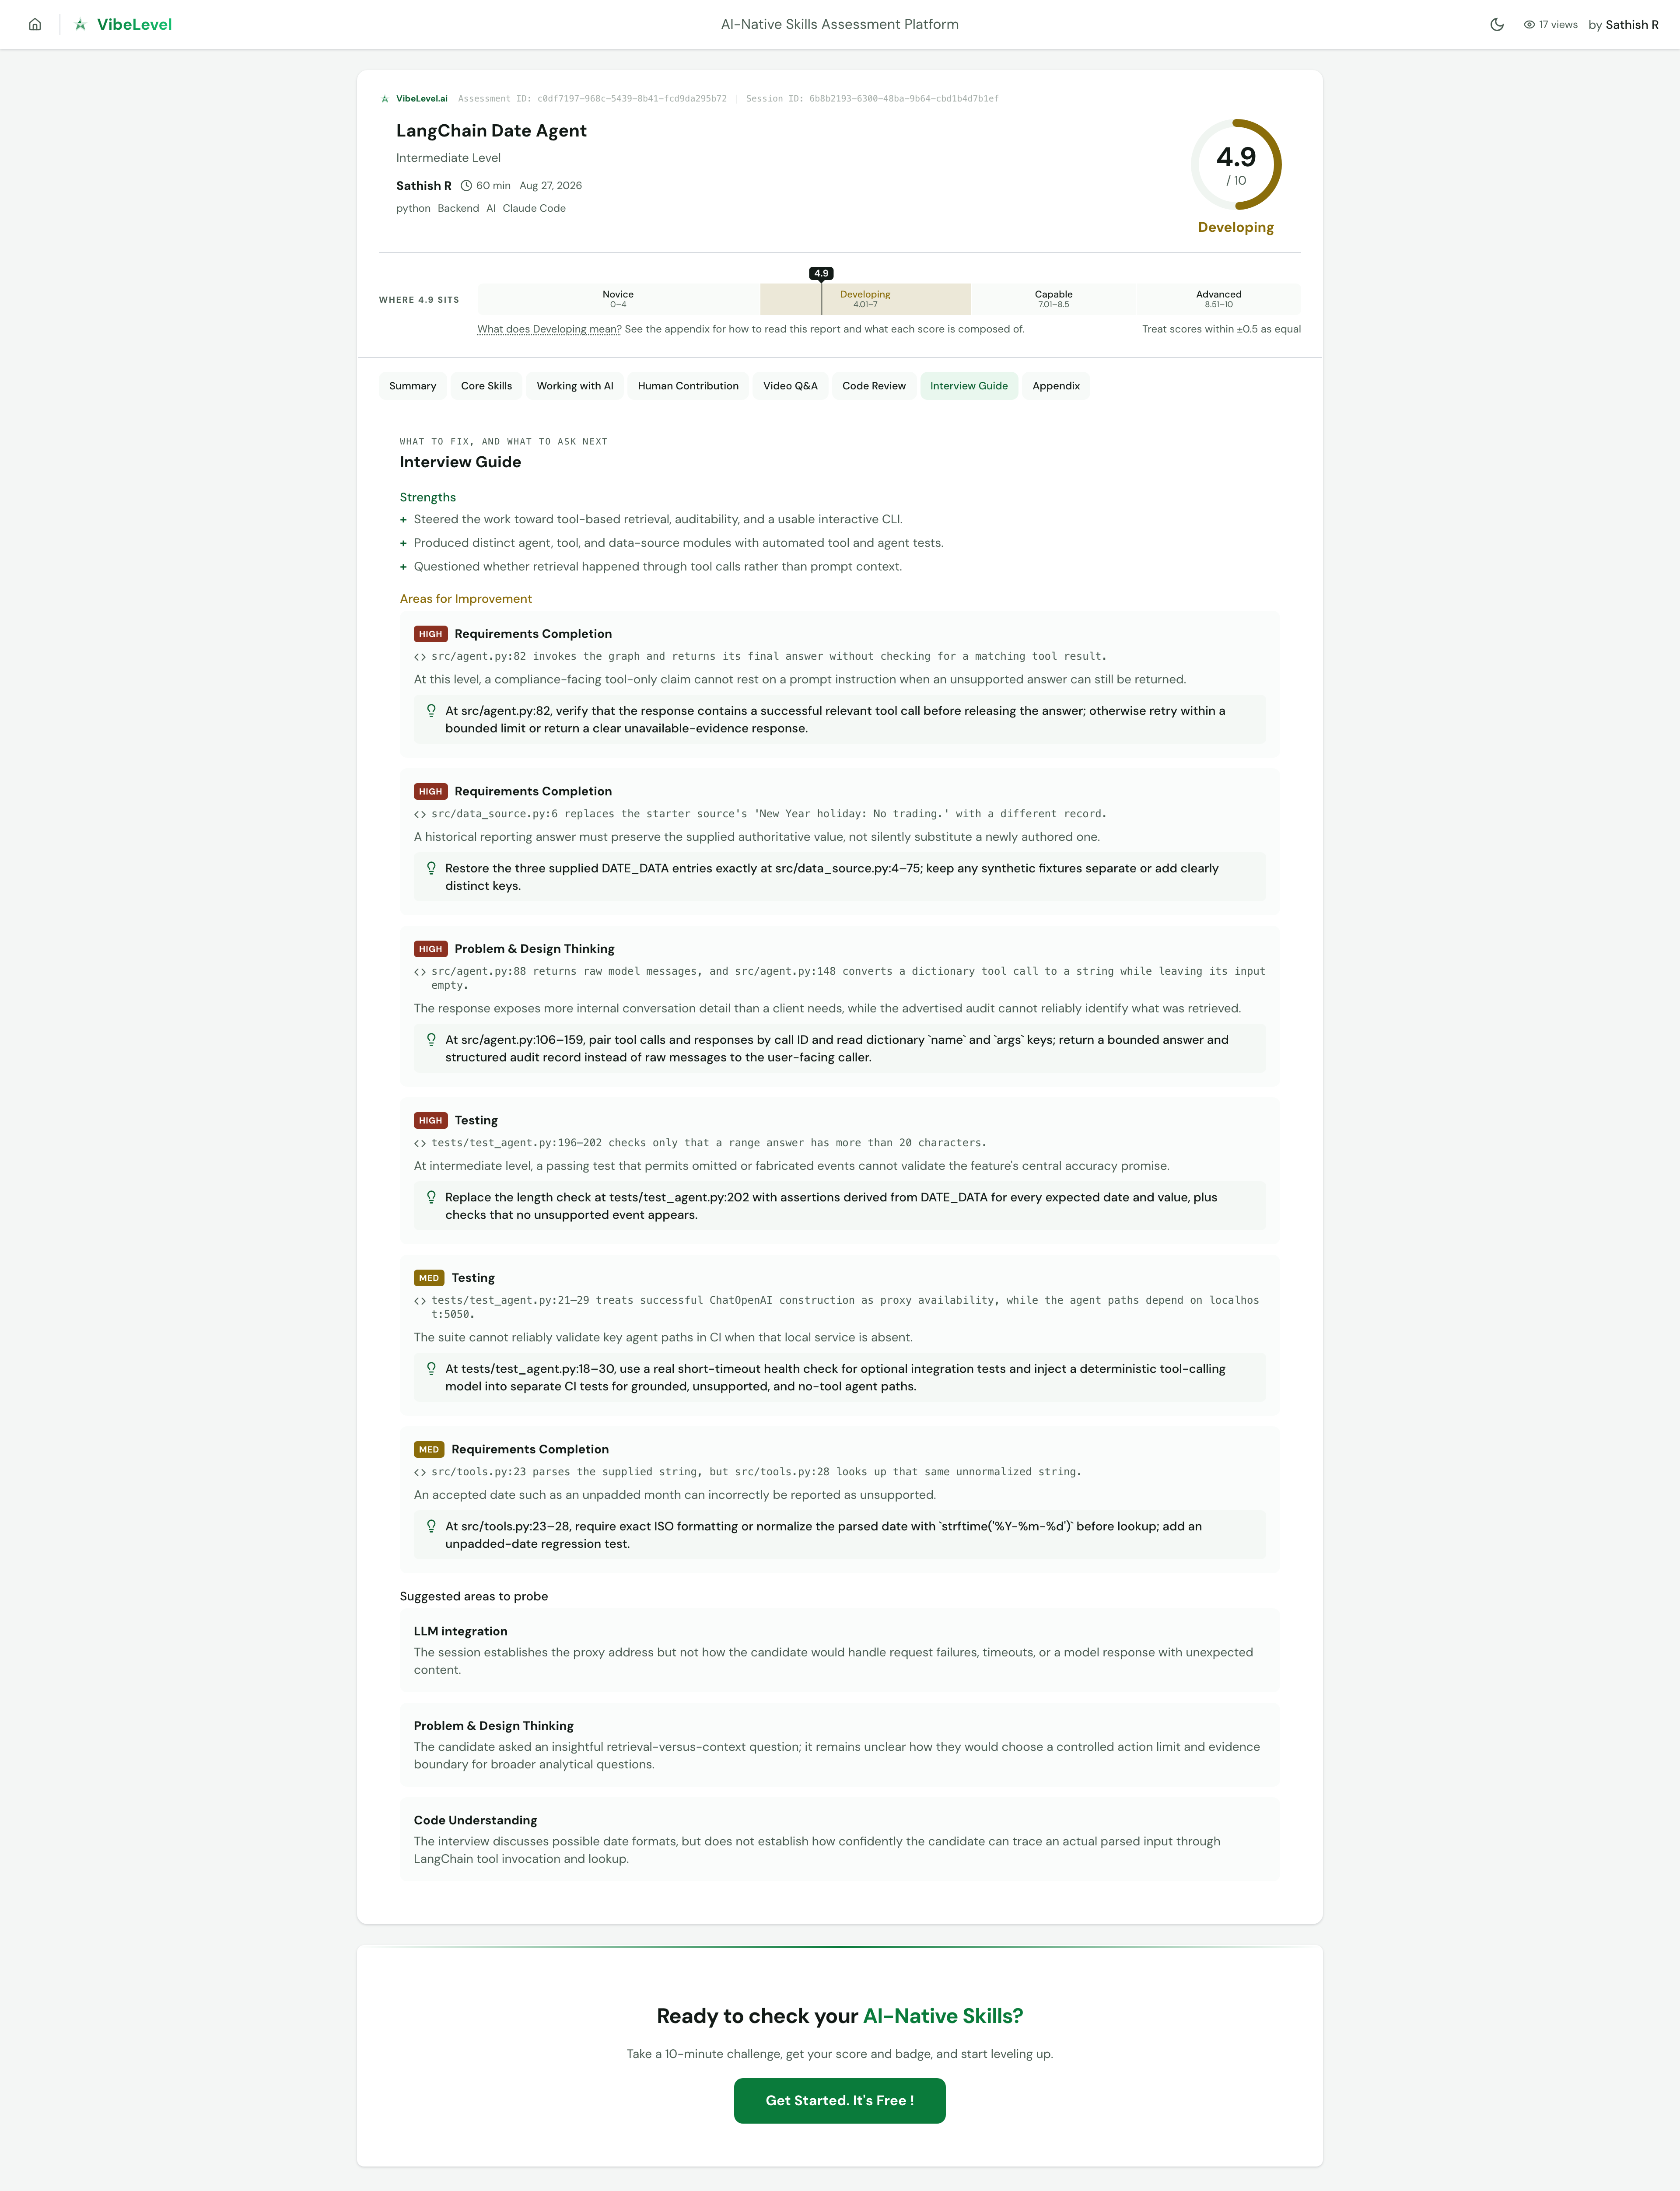 VibeLevel
AI-Native Skills Assessment Platform
17 views
by Sathish R
VibeLevel.ai Assessment ID: c0df7197-968c-5439-8b41-fcd9da295b72 | Session ID: 6b8b2193-6300-48ba-9b64-cbd1b4d7b1ef
LangChain Date Agent
Intermediate Level
Sathish R 60 min Aug 27, 2026
python Backend AI Claude Code
4.9
/ 10
Developing
4.9
WHERE 4.9 SITS
Novice
0–4
Developing
4.01–7
Capable
7.01–8.5
Advanced
8.51–10
What does Developing mean? See the appendix for how to read this report and what each score is composed of.
Treat scores within ±0.5 as equal
Summary
Core Skills
Working with AI
Human Contribution
Video Q&A
Code Review
Interview Guide
Appendix
WHAT TO FIX, AND WHAT TO ASK NEXT
Interview Guide
Strengths
+ Steered the work toward tool-based retrieval, auditability, and a usable interactive CLI.
+ Produced distinct agent, tool, and data-source modules with automated tool and agent tests.
+ Questioned whether retrieval happened through tool calls rather than prompt context.
Areas for Improvement
HIGH Requirements Completion
<> src/agent.py:82 invokes the graph and returns its final answer without checking for a matching tool result.
At this level, a compliance-facing tool-only claim cannot rest on a prompt instruction when an unsupported answer can still be returned.
At src/agent.py:82, verify that the response contains a successful relevant tool call before releasing the answer; otherwise retry within a
bounded limit or return a clear unavailable-evidence response.
HIGH Requirements Completion
<> src/data_source.py:6 replaces the starter source's 'New Year holiday: No trading.' with a different record.
A historical reporting answer must preserve the supplied authoritative value, not silently substitute a newly authored one.
Restore the three supplied DATE_DATA entries exactly at src/data_source.py:4–75; keep any synthetic fixtures separate or add clearly
distinct keys.
HIGH Problem & Design Thinking
<> src/agent.py:88 returns raw model messages, and src/agent.py:148 converts a dictionary tool call to a string while leaving its input
empty.
The response exposes more internal conversation detail than a client needs, while the advertised audit cannot reliably identify what was retrieved.
At src/agent.py:106–159, pair tool calls and responses by call ID and read dictionary `name` and `args` keys; return a bounded answer and
structured audit record instead of raw messages to the user-facing caller.
HIGH Testing
<> tests/test_agent.py:196–202 checks only that a range answer has more than 20 characters.
At intermediate level, a passing test that permits omitted or fabricated events cannot validate the feature's central accuracy promise.
Replace the length check at tests/test_agent.py:202 with assertions derived from DATE_DATA for every expected date and value, plus
checks that no unsupported event appears.
MED Testing
<> tests/test_agent.py:21–29 treats successful ChatOpenAI construction as proxy availability, while the agent paths depend on localhos
t:5050.
The suite cannot reliably validate key agent paths in CI when that local service is absent.
At tests/test_agent.py:18–30, use a real short-timeout health check for optional integration tests and inject a deterministic tool-calling
model into separate CI tests for grounded, unsupported, and no-tool agent paths.
MED Requirements Completion
<> src/tools.py:23 parses the supplied string, but src/tools.py:28 looks up that same unnormalized string.
An accepted date such as an unpadded month can incorrectly be reported as unsupported.
At src/tools.py:23–28, require exact ISO formatting or normalize the parsed date with `strftime('%Y-%m-%d')` before lookup; add an
unpadded-date regression test.
Suggested areas to probe
LLM integration
The session establishes the proxy address but not how the candidate would handle request failures, timeouts, or a model response with unexpected
content.
Problem & Design Thinking
The candidate asked an insightful retrieval-versus-context question; it remains unclear how they would choose a controlled action limit and evidence
boundary for broader analytical questions.
Code Understanding
The interview discusses possible date formats, but does not establish how confidently the candidate can trace an actual parsed input through
LangChain tool invocation and lookup.
Ready to check your AI-Native Skills?
Take a 10-minute challenge, get your score and badge, and start leveling up.
Get Started. It's Free !